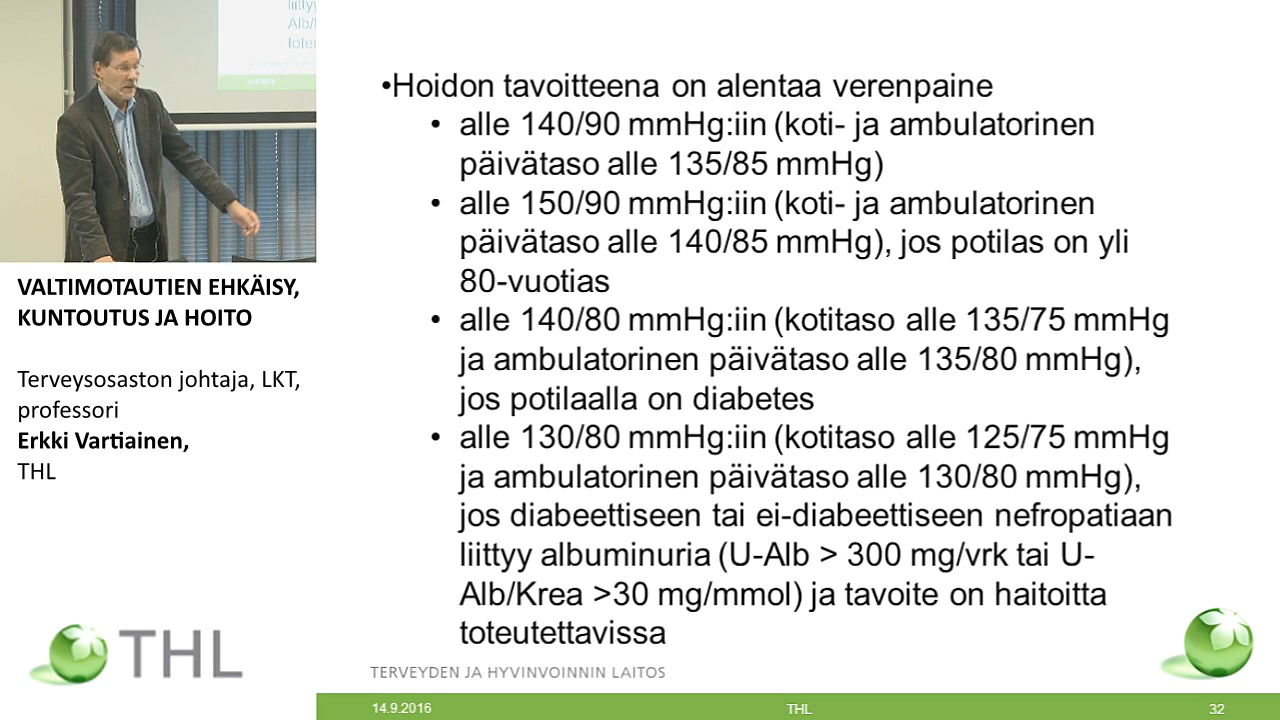 liitty
Alb/
toteu
VALTIMOTAUTIEN EHKÄISY,
KUNTOUTUS JA HOITO
Terveysosaston johtaja, LKT,
professori
Erkki Vartiainen,
THL
THL
•Hoidon tavoitteena on alentaa verenpaine
• alle 140/90 mmHg:iin (koti- ja ambulatorinen
päivätaso alle 135/85 mmHg)
• alle 150/90 mmHg:iin (koti- ja ambulatorinen
päivätaso alle 140/85 mmHg), jos potilas on yli
80-vuotias
• alle 140/80 mmHg:iin (kotitaso alle 135/75 mmHg
ja ambulatorinen päivätaso alle 135/80 mmHg),
jos potilaalla on diabetes
• alle 130/80 mmHg:iin (kotitaso alle 125/75 mmHg
ja ambulatorinen päivätaso alle 130/80 mmHg),
jos diabeettiseen tai ei-diabeettiseen nefropatiaan
liittyy albuminuria (U-Alb > 300 mg/vrk tai U-
Alb/Krea >30 mg/mmol) ja tavoite on haitoitta
toteutettavissa
TERVEYDEN JA HYVINVOINNIN LAITOS
14.9.2016 THL 32